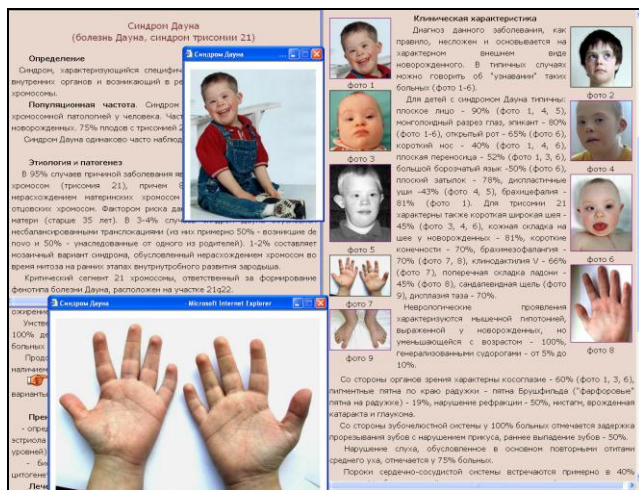 Синдром Дауна
(болезнь Дауна, синдром трисомии 21)
Определение
Синдром, характеризующийся специфич
внутренних органов и возникающий в ре
хромосомы.
Популяционная частота. Синдром
хромосомной патологией у человека. Част
новорожденных. 75% плодов с трисомией 2
Синдром Дауна одинаково часто наблюд
Этиология и патогенез
В 95% случаев причиной заболевания яв
хромосом (трисомия 21), причем 8
нерасхождением материнских хромосом
отцовских хромосом. Фактором риска да
матери (старше 35 лет). В 3-4% случ
несбалансированными транслокациями (из них примерно 50% - возникшие de
novo и 50% - унаследованные от одного из родителей). 1-2% составляет
мозаичный вариант синдрома, обусловленный нерасхождением хромосом во
время митоза на ранних этапах внутриутробного развития зародыша.
Критический сегмент 21 хромосомы, ответственный за формирование
фенотипа болезни Дауна, расположен на участке 21q22.
Синдром Дауна
Синдром Дауна - Microsoft Internet Explorer
ожирение
Умстве
100% де
больных
Продо
наличием
варианты
Прен
- опред
эстриола
уровней)
- би
цитогенет
Лече
Клиническая характеристика
Диагноз данного заболевания, как
правило, несложен и основывается на
характерном внешнем виде
новорожденного. В типичных случаях
можно говорить об "узнавании" таких
больных (фото 1-6).
Для детей с синдромом Дауна типичны:
плоское лицо - 90% (фото 1, 4, 5),
монголоидный разрез глаз, эпикант - 80%
(фото 1-6), открытый рот - 65% (фото 6),
короткий нос - 40% (фото 1, 4, 6),
плоская переносица - 52% (фото 1, 3, 6),
большой бороздчатый язык -50% (фото 6),
плоский затылок - 78%, диспластичные
уши -43% (фото 4, 5), брахицефалия -
81% (фото 1). Для трисомии 21
характерны также короткая широкая шея -
45% (фото 3, 4, 6), кожная складка на
шее у новорожденных - 81%, короткие
конечности - 70%, брахимезофалангия -
70% (фото 7, 8), клинодактилия V - 66%
(фото 7), поперечная складка ладони -
45% (фото 8), сандалевидная щель (фото
9), дисплазия таза - 70%.
Неврологические проявления
характеризуются мышечной гипотонией,
выраженной у новорожденных, но
уменьшающейся с возрастом - 100%,
генерализованными судорогами - от 5% до
10%.
Со стороны органов зрения характерны косоглазие - 60% (фото 1, 3, 6),
пигментные пятна по краю радужки - пятна Брушфильда ("фарфоровые"
пятна на радужке) - 19%, нарушение рефракции - 50%, нистагм, врожденная
катаракта и глаукома.
Со стороны зубочелюстной системы у 100% больных отмечается задержка
прорезывания зубов с нарушением прикуса, раннее выпадение зубов - 50%.
Нарушение слуха, обусловленное в основном повторными отитами
среднего уха, отмечается у 75% больных.
Пороки сердечно-сосудистой системы встречаются примерно в 40%
фото 1
фото 2
фото 3
фото 4
фото 5
фото 6
фото 7
фото 8
фото 9